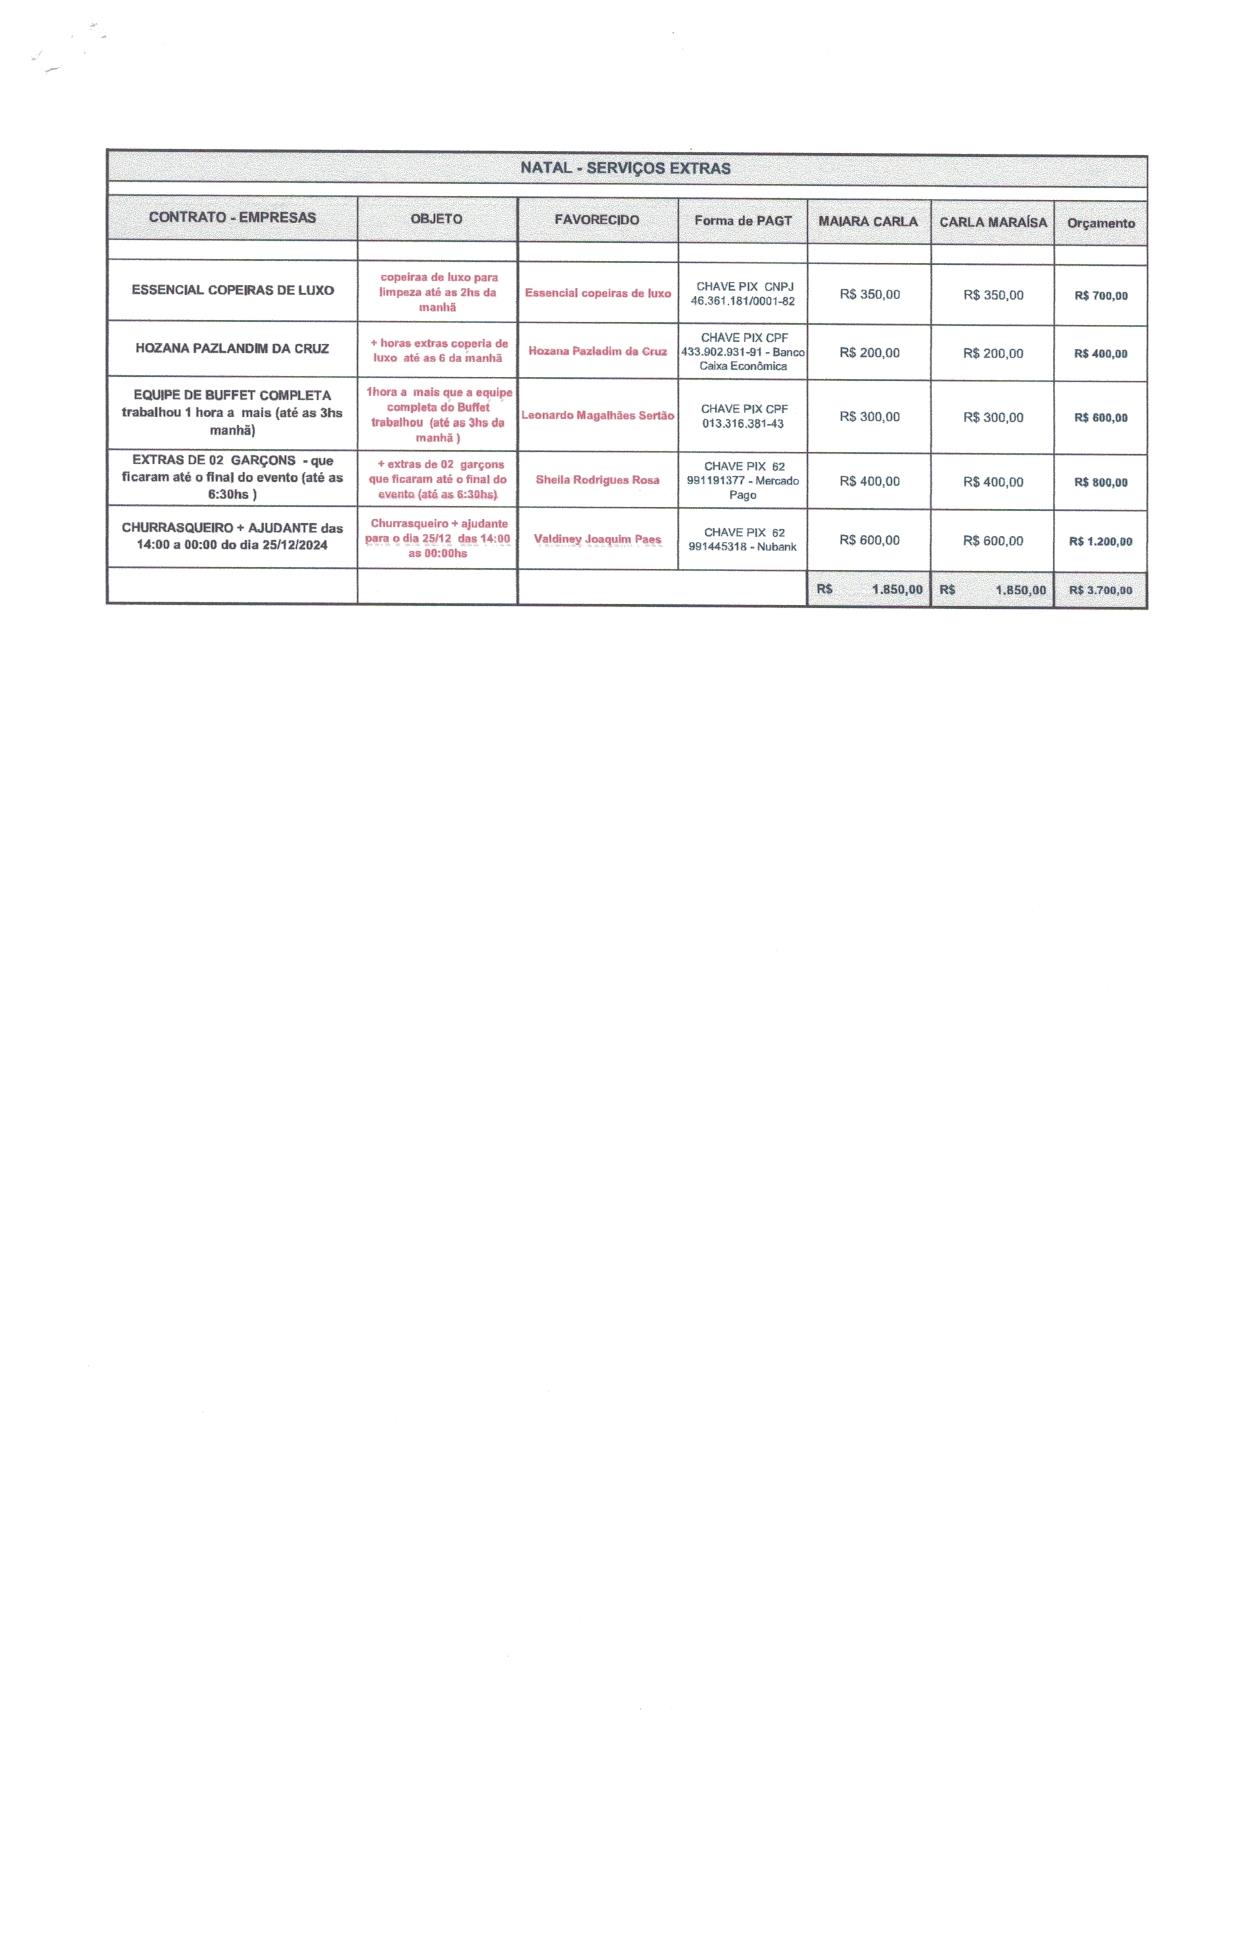 NATAL - SERVIÇOS EXTRAS
CONTRATO - EMPRESAS OBJETO FAVORECIDO Forma de PAGT MAIARA CARLA CARLA MARAÍSA Orçamento
ESSENCIAL COPEIRAS DE LUXO
copeiraa de luxo para
limpeza até as 2hs da
manhã
Essencial copeiras de luxo
CHAVE PIX CNPJ
46.361.181/0001-82
R$ 350,00
R$ 350,00
R$ 700,00
HOZANA PAZLANDIM DA CRUZ
+ horas extras coperia de
luxo até as 6 da manhã
Hozana Pazladim da Cruz
CHAVE PIX CPF
433.902.931-91 - Banco
Caixa Econômica
R$ 200,00
R$ 200,00
R$ 400,00
EQUIPE DE BUFFET COMPLETA
trabalhou 1 hora a mais (até as 3hs
manhã)
1hora a mais que a equipe
completa do Buffet
trabalhou (até as 3hs da
manhã )
Leonardo Magalhães Sertão
CHAVE PIX CPF
013.316.381-43
R$ 300,00
R$ 300,00
R$ 600,00
EXTRAS DE 02 GARÇONS - que
ficaram até o final do evento (até as
6:30hs )
+ extras de 02 garçons
que ficaram até o final do
evento (até as 6:30hs)
Sheila Rodrigues Rosa
CHAVE PIX 62
991191377 - Mercado
Pago
R$ 400,00
R$ 400,00
R$ 800,00
CHURRASQUEIRO + AJUDANTE das
14:00 a 00:00 do dia 25/12/2024
Churrasqueiro + ajudante
para o dia 25/12 das 14:00
as 00:00hs
Valdiney Joaquim Paes
CHAVE PIX 62
991445318 - Nubank
R$ 600,00
R$ 600,00
R$ 1.200,00
R$ 1.850,00 R$ 1.850,00 R$ 3.700,00